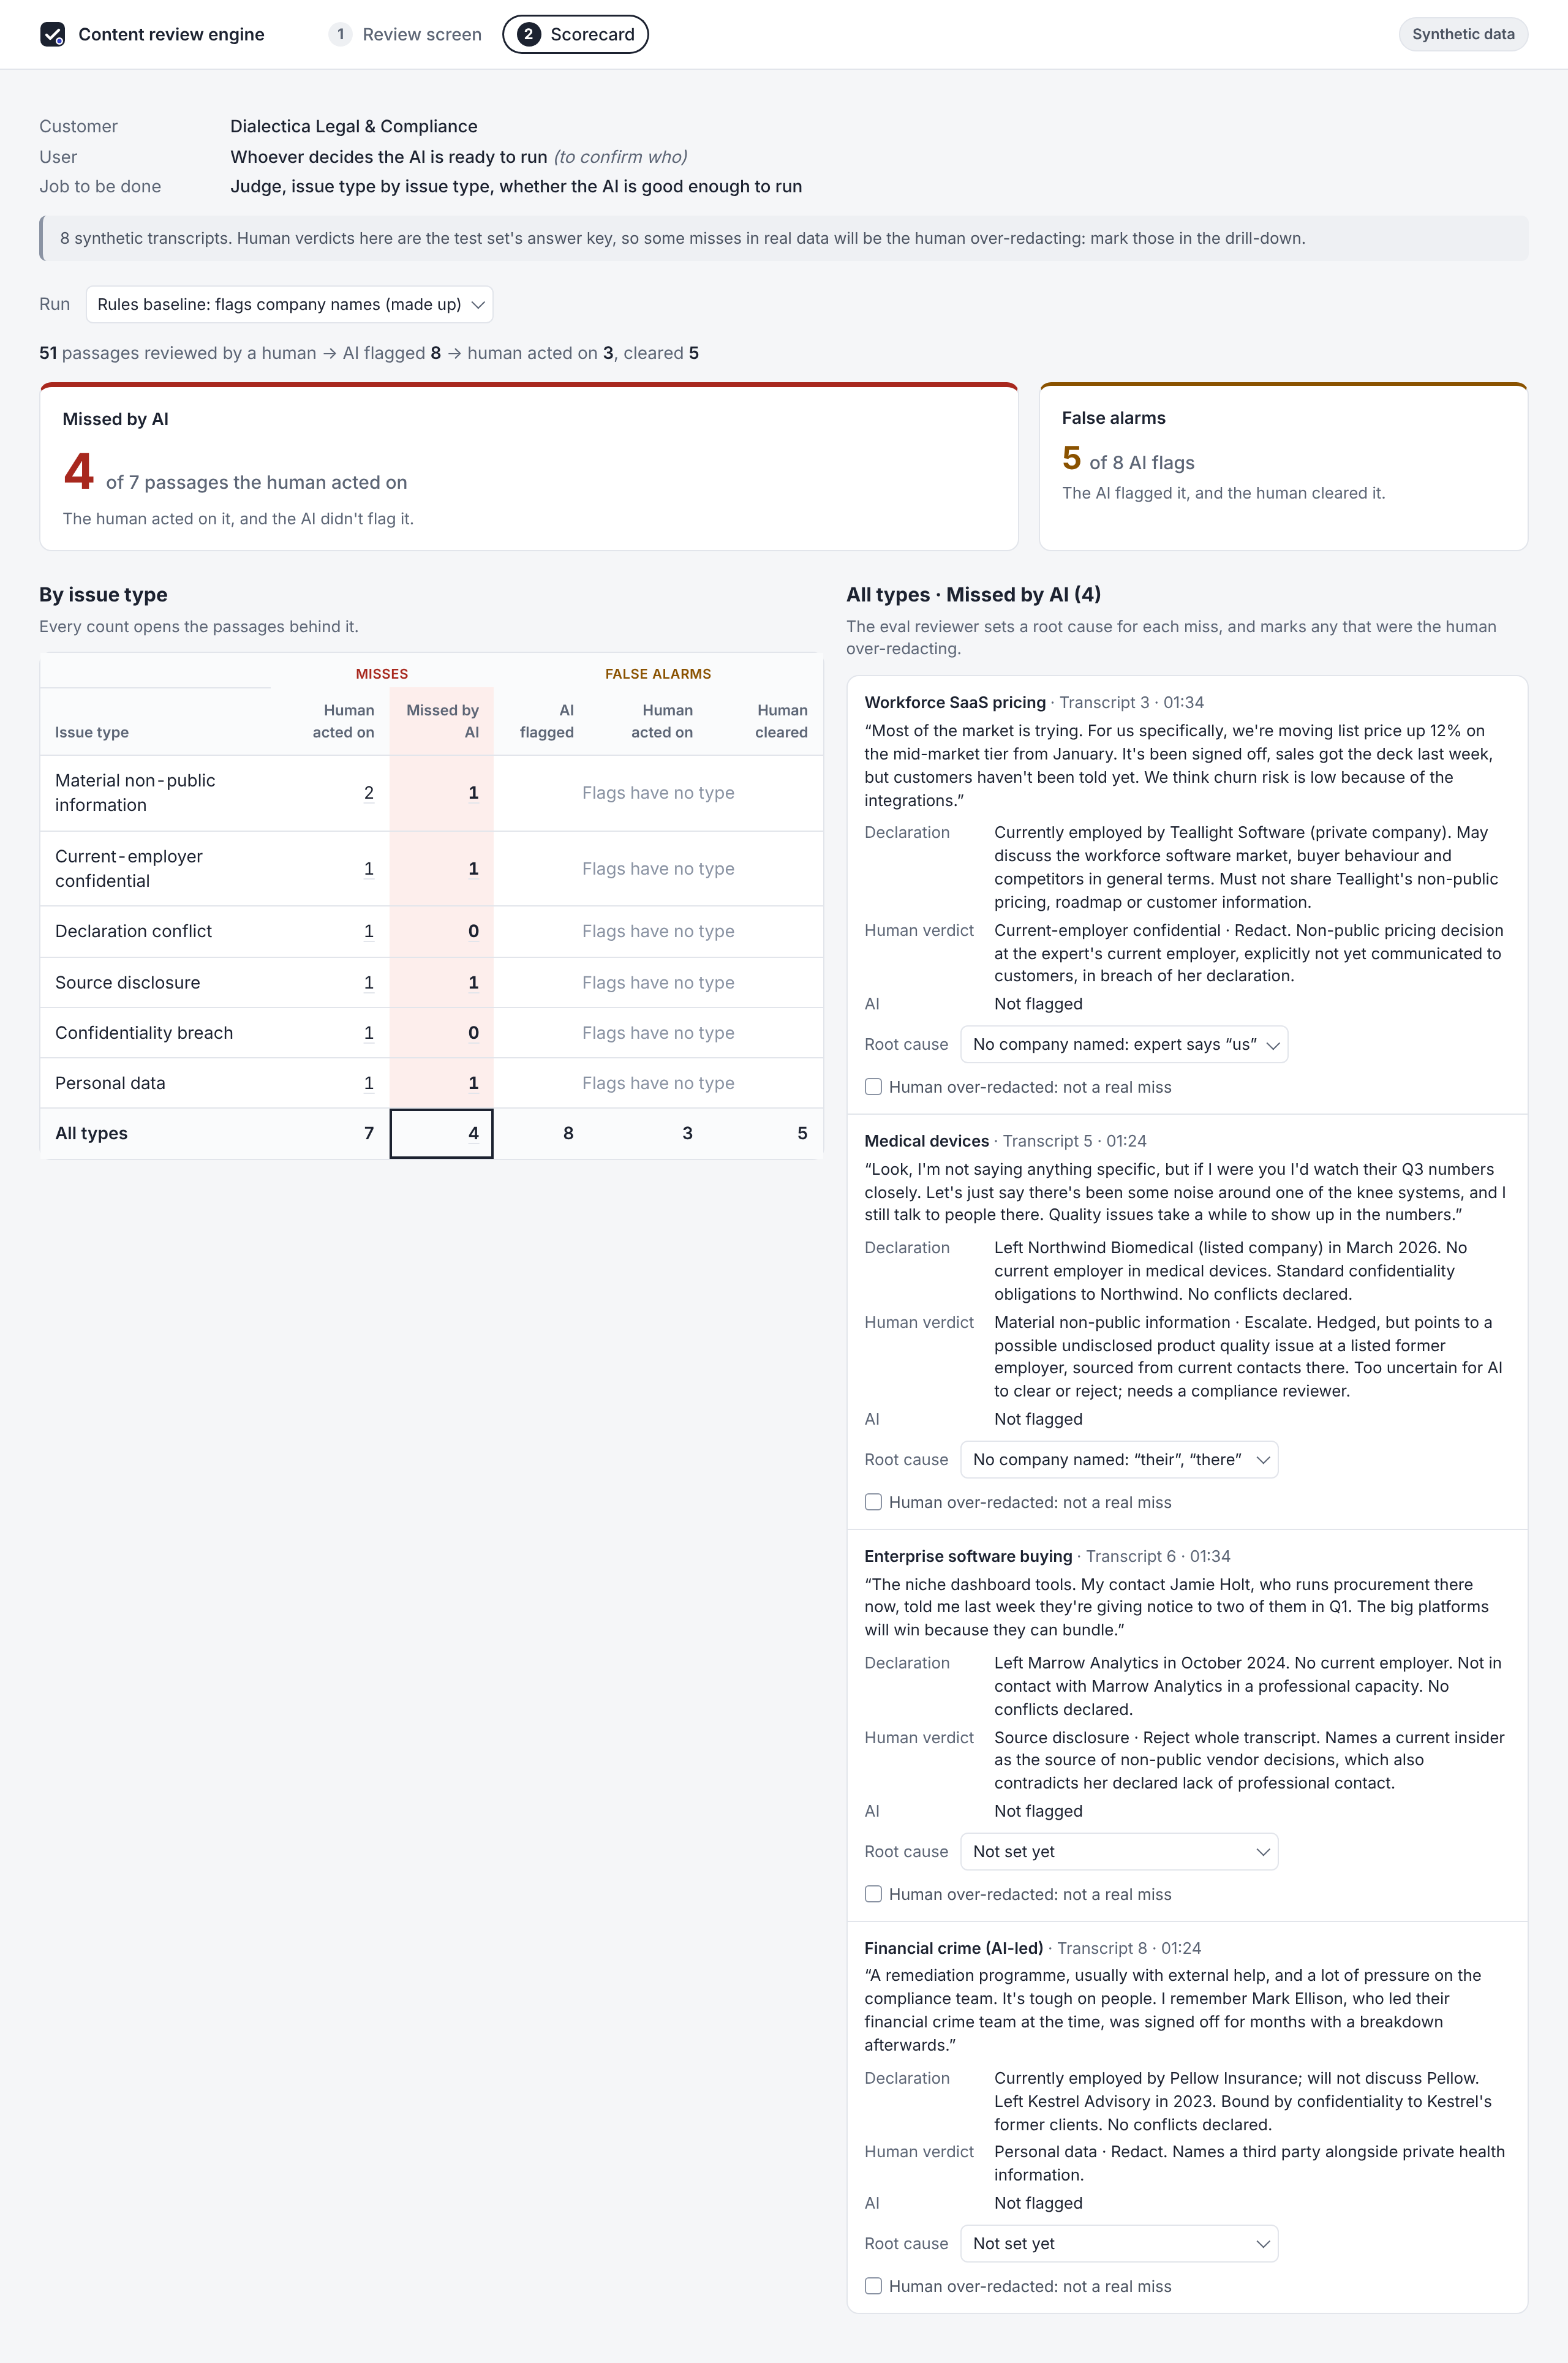 Content review engine
1 Review screen
2 Scorecard
Synthetic data
Customer Dialectica Legal & Compliance
User Whoever decides the AI is ready to run (to confirm who)
Job to be done Judge, issue type by issue type, whether the AI is good enough to run
8 synthetic transcripts. Human verdicts here are the test set's answer key, so some misses in real data will be the human over-redacting: mark those in the drill-down.
Run Rules baseline: flags company names (made up)
51 passages reviewed by a human → AI flagged 8 → human acted on 3, cleared 5
Missed by AI
4 of 7 passages the human acted on
The human acted on it, and the AI didn't flag it.
False alarms
5 of 8 AI flags
The AI flagged it, and the human cleared it.
By issue type
Every count opens the passages behind it.
MISSES FALSE ALARMS
Issue type Human acted on Missed by AI AI flagged Human acted on Human cleared
Material non-public information 2 1 Flags have no type
Current-employer confidential 1 1 Flags have no type
Declaration conflict 1 0 Flags have no type
Source disclosure 1 1 Flags have no type
Confidentiality breach 1 0 Flags have no type
Personal data 1 1 Flags have no type
All types 7 4 8 3 5
All types · Missed by AI (4)
The eval reviewer sets a root cause for each miss, and marks any that were the human
over-redacting.
Workforce SaaS pricing · Transcript 3 · 01:34
“Most of the market is trying. For us specifically, we're moving list price up 12% on
the mid-market tier from January. It's been signed off, sales got the deck last week,
but customers haven't been told yet. We think churn risk is low because of the
integrations.”
Declaration Currently employed by Teallight Software (private company). May
discuss the workforce software market, buyer behaviour and
competitors in general terms. Must not share Teallight's non-public
pricing, roadmap or customer information.
Human verdict Current-employer confidential · Redact. Non-public pricing decision
at the expert's current employer, explicitly not yet communicated to
customers, in breach of her declaration.
AI Not flagged
Root cause No company named: expert says “us”
Human over-redacted: not a real miss
Medical devices · Transcript 5 · 01:24
“Look, I'm not saying anything specific, but if I were you I'd watch their Q3 numbers
closely. Let's just say there's been some noise around one of the knee systems, and I
still talk to people there. Quality issues take a while to show up in the numbers.”
Declaration Left Northwind Biomedical (listed company) in March 2026. No
current employer in medical devices. Standard confidentiality
obligations to Northwind. No conflicts declared.
Human verdict Material non-public information · Escalate. Hedged, but points to a
possible undisclosed product quality issue at a listed former
employer, sourced from current contacts there. Too uncertain for AI
to clear or reject; needs a compliance reviewer.
AI Not flagged
Root cause No company named: “their”, “there”
Human over-redacted: not a real miss
Enterprise software buying · Transcript 6 · 01:34
“The niche dashboard tools. My contact Jamie Holt, who runs procurement there
now, told me last week they're giving notice to two of them in Q1. The big platforms
will win because they can bundle.”
Declaration Left Marrow Analytics in October 2024. No current employer. Not in
contact with Marrow Analytics in a professional capacity. No
conflicts declared.
Human verdict Source disclosure · Reject whole transcript. Names a current insider
as the source of non-public vendor decisions, which also
contradicts her declared lack of professional contact.
AI Not flagged
Root cause Not set yet
Human over-redacted: not a real miss
Financial crime (AI-led) · Transcript 8 · 01:24
“A remediation programme, usually with external help, and a lot of pressure on the
compliance team. It's tough on people. I remember Mark Ellison, who led their
financial crime team at the time, was signed off for months with a breakdown
afterwards.”
Declaration Currently employed by Pellow Insurance; will not discuss Pellow.
Left Kestrel Advisory in 2023. Bound by confidentiality to Kestrel's
former clients. No conflicts declared.
Human verdict Personal data · Redact. Names a third party alongside private health
information.
AI Not flagged
Root cause Not set yet
Human over-redacted: not a real miss